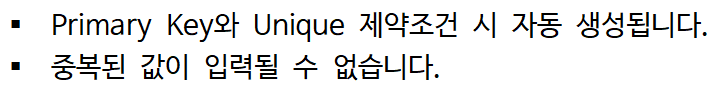 ▪ Primary Key와 Unique 제약조건 시 자동 생성됩니다.
▪ 중복된 값이 입력될 수 없습니다.